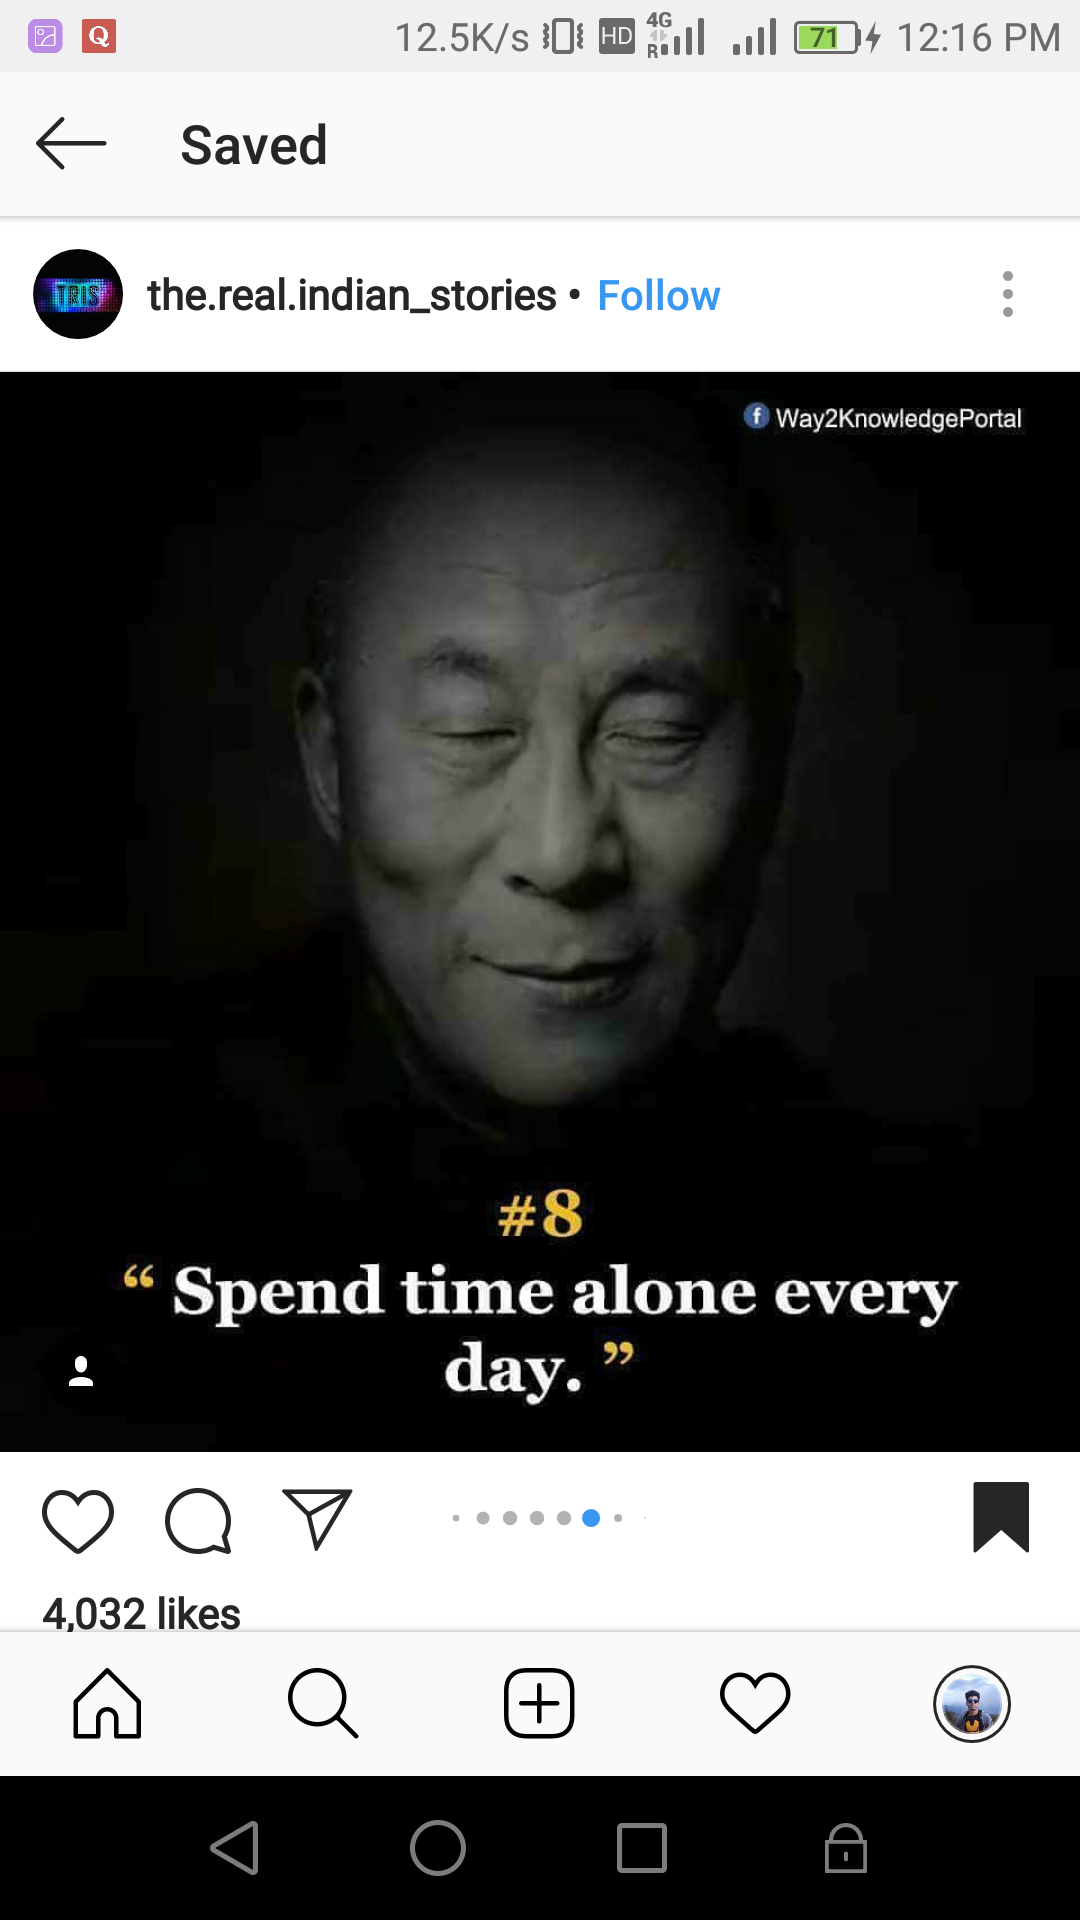 12.5K/s HD 4G R 71 12:16 PM
Saved
TRIS
the.real.indian_stories • Follow
Way2KnowledgePortal
#8
“ Spend time alone every
day. ”
4,032 likes